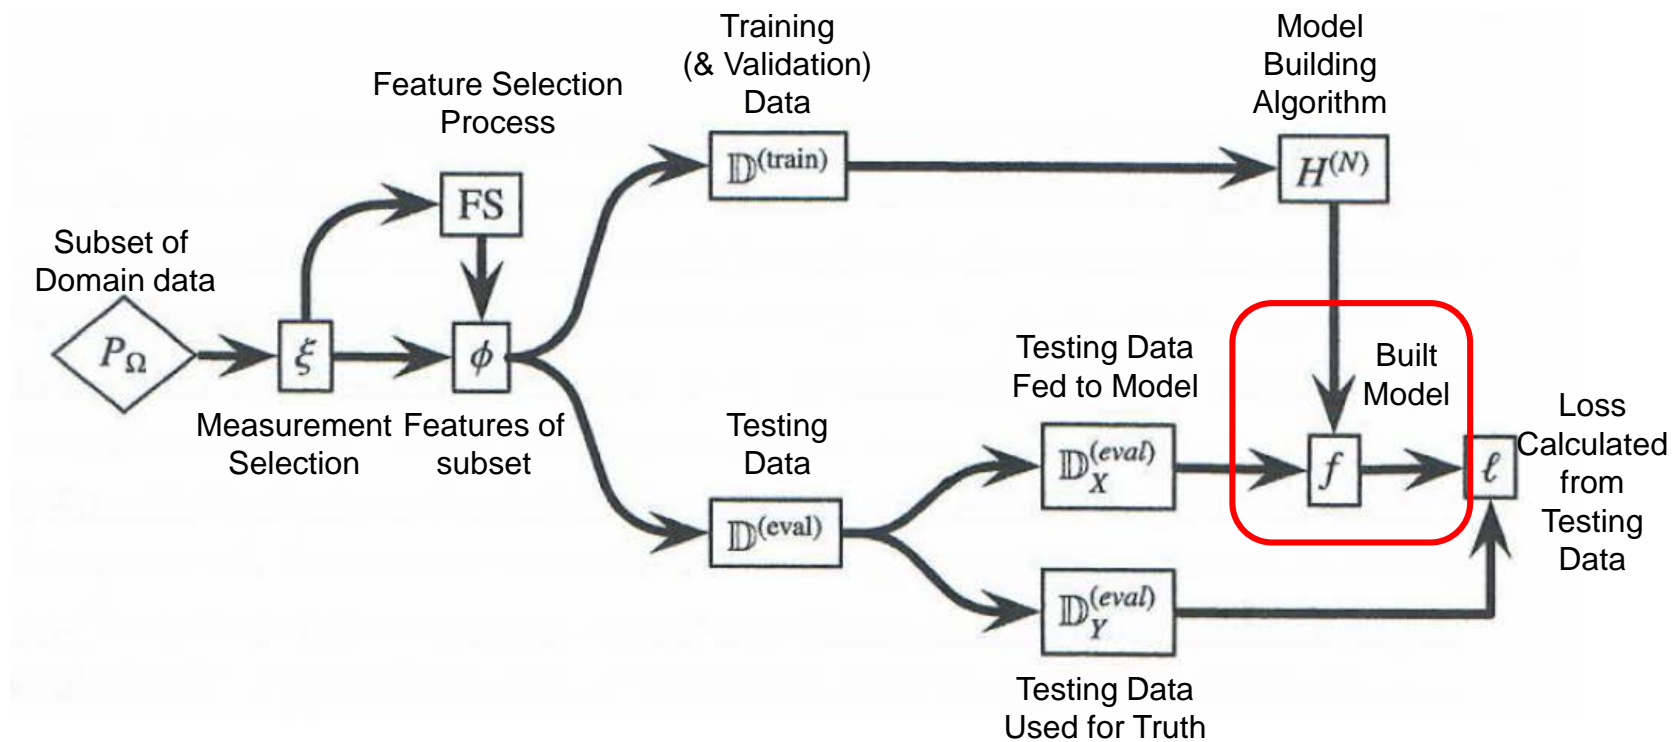 Training
(& Validation)
Data
Model
Building
Algorithm
Feature Selection
Process
𝔻(train)
H(N)
FS
Subset of
Domain data
PΩ
ξ
ϕ
Measurement
Selection
Features of
subset
Testing
Data
𝔻(eval)
Testing Data
Fed to Model
𝔻X(eval)
Built
Model
f
ℓ
Loss
Calculated
from
Testing
Data
𝔻Y(eval)
Testing Data
Used for Truth